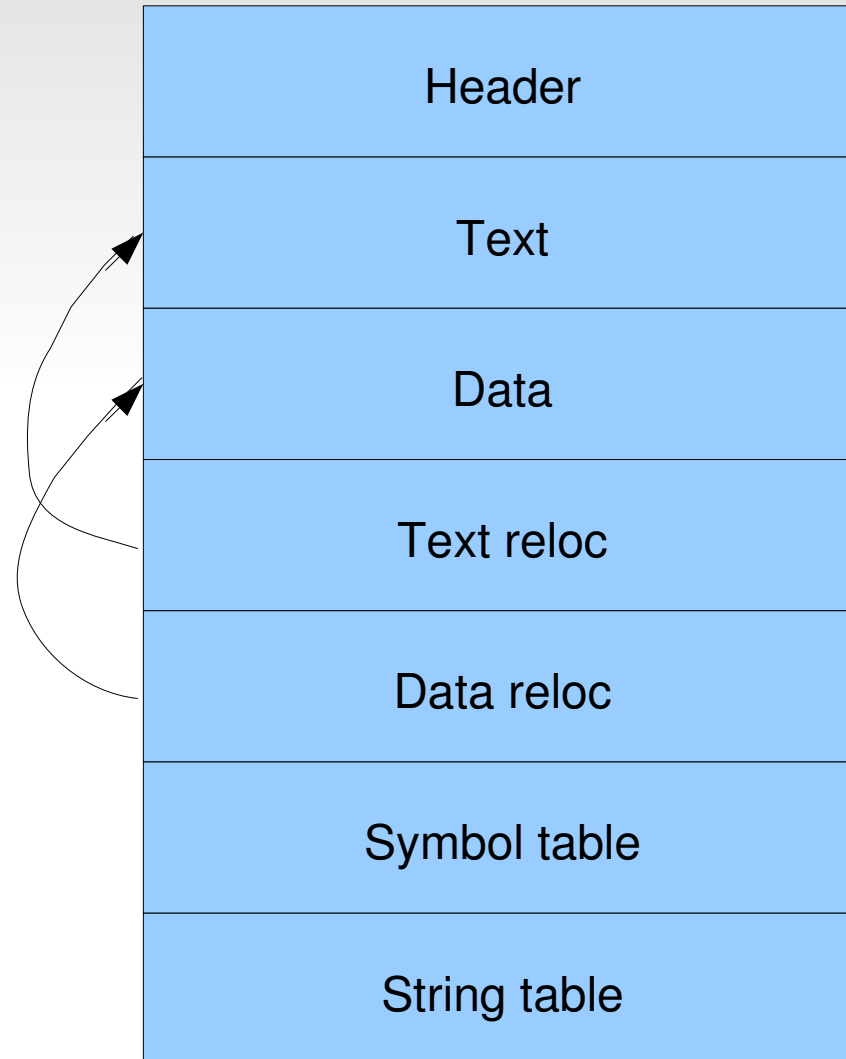 Header
Text
Data
Text reloc
Data reloc
Symbol table
String table